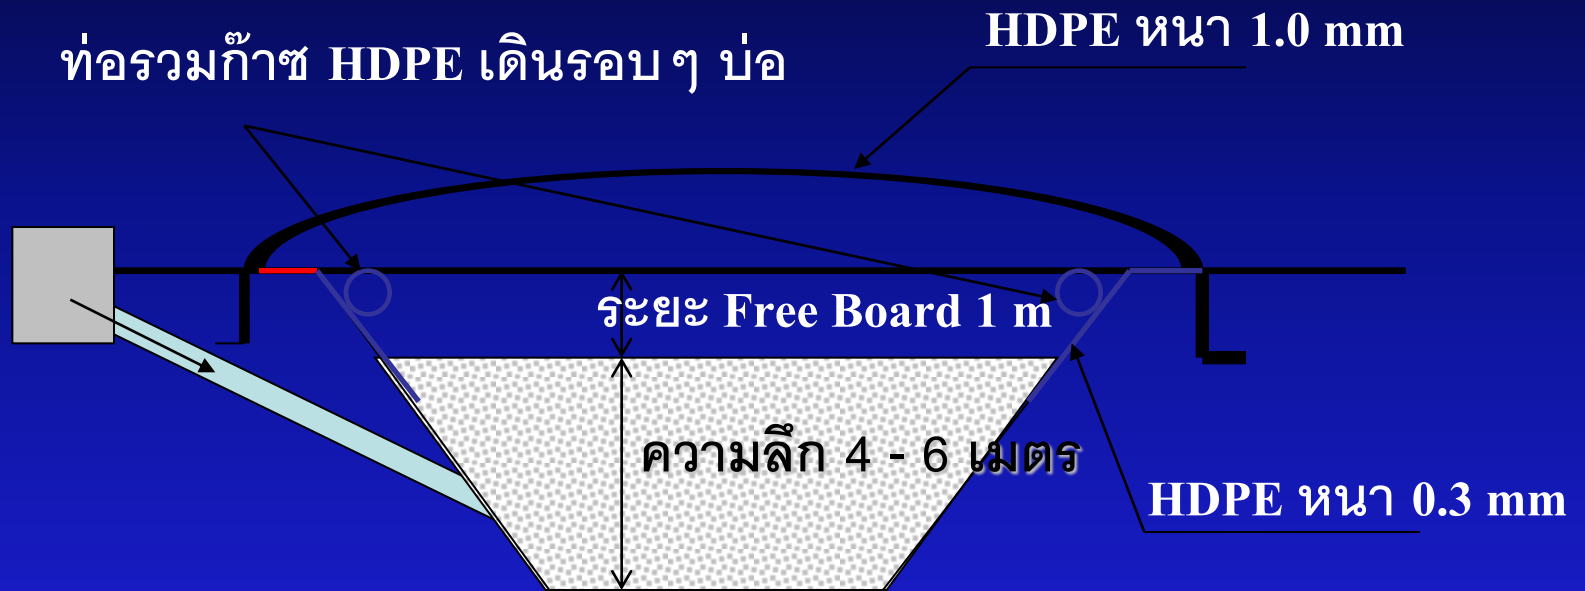 HDPE หนา 1.0 mm
ท่อรวมก๊าซ HDPE เดินรอบๆ บ่อ
ระยะ Free Board 1 m
ความลึก 4 - 6 เมตร
HDPE หนา 0.3 mm